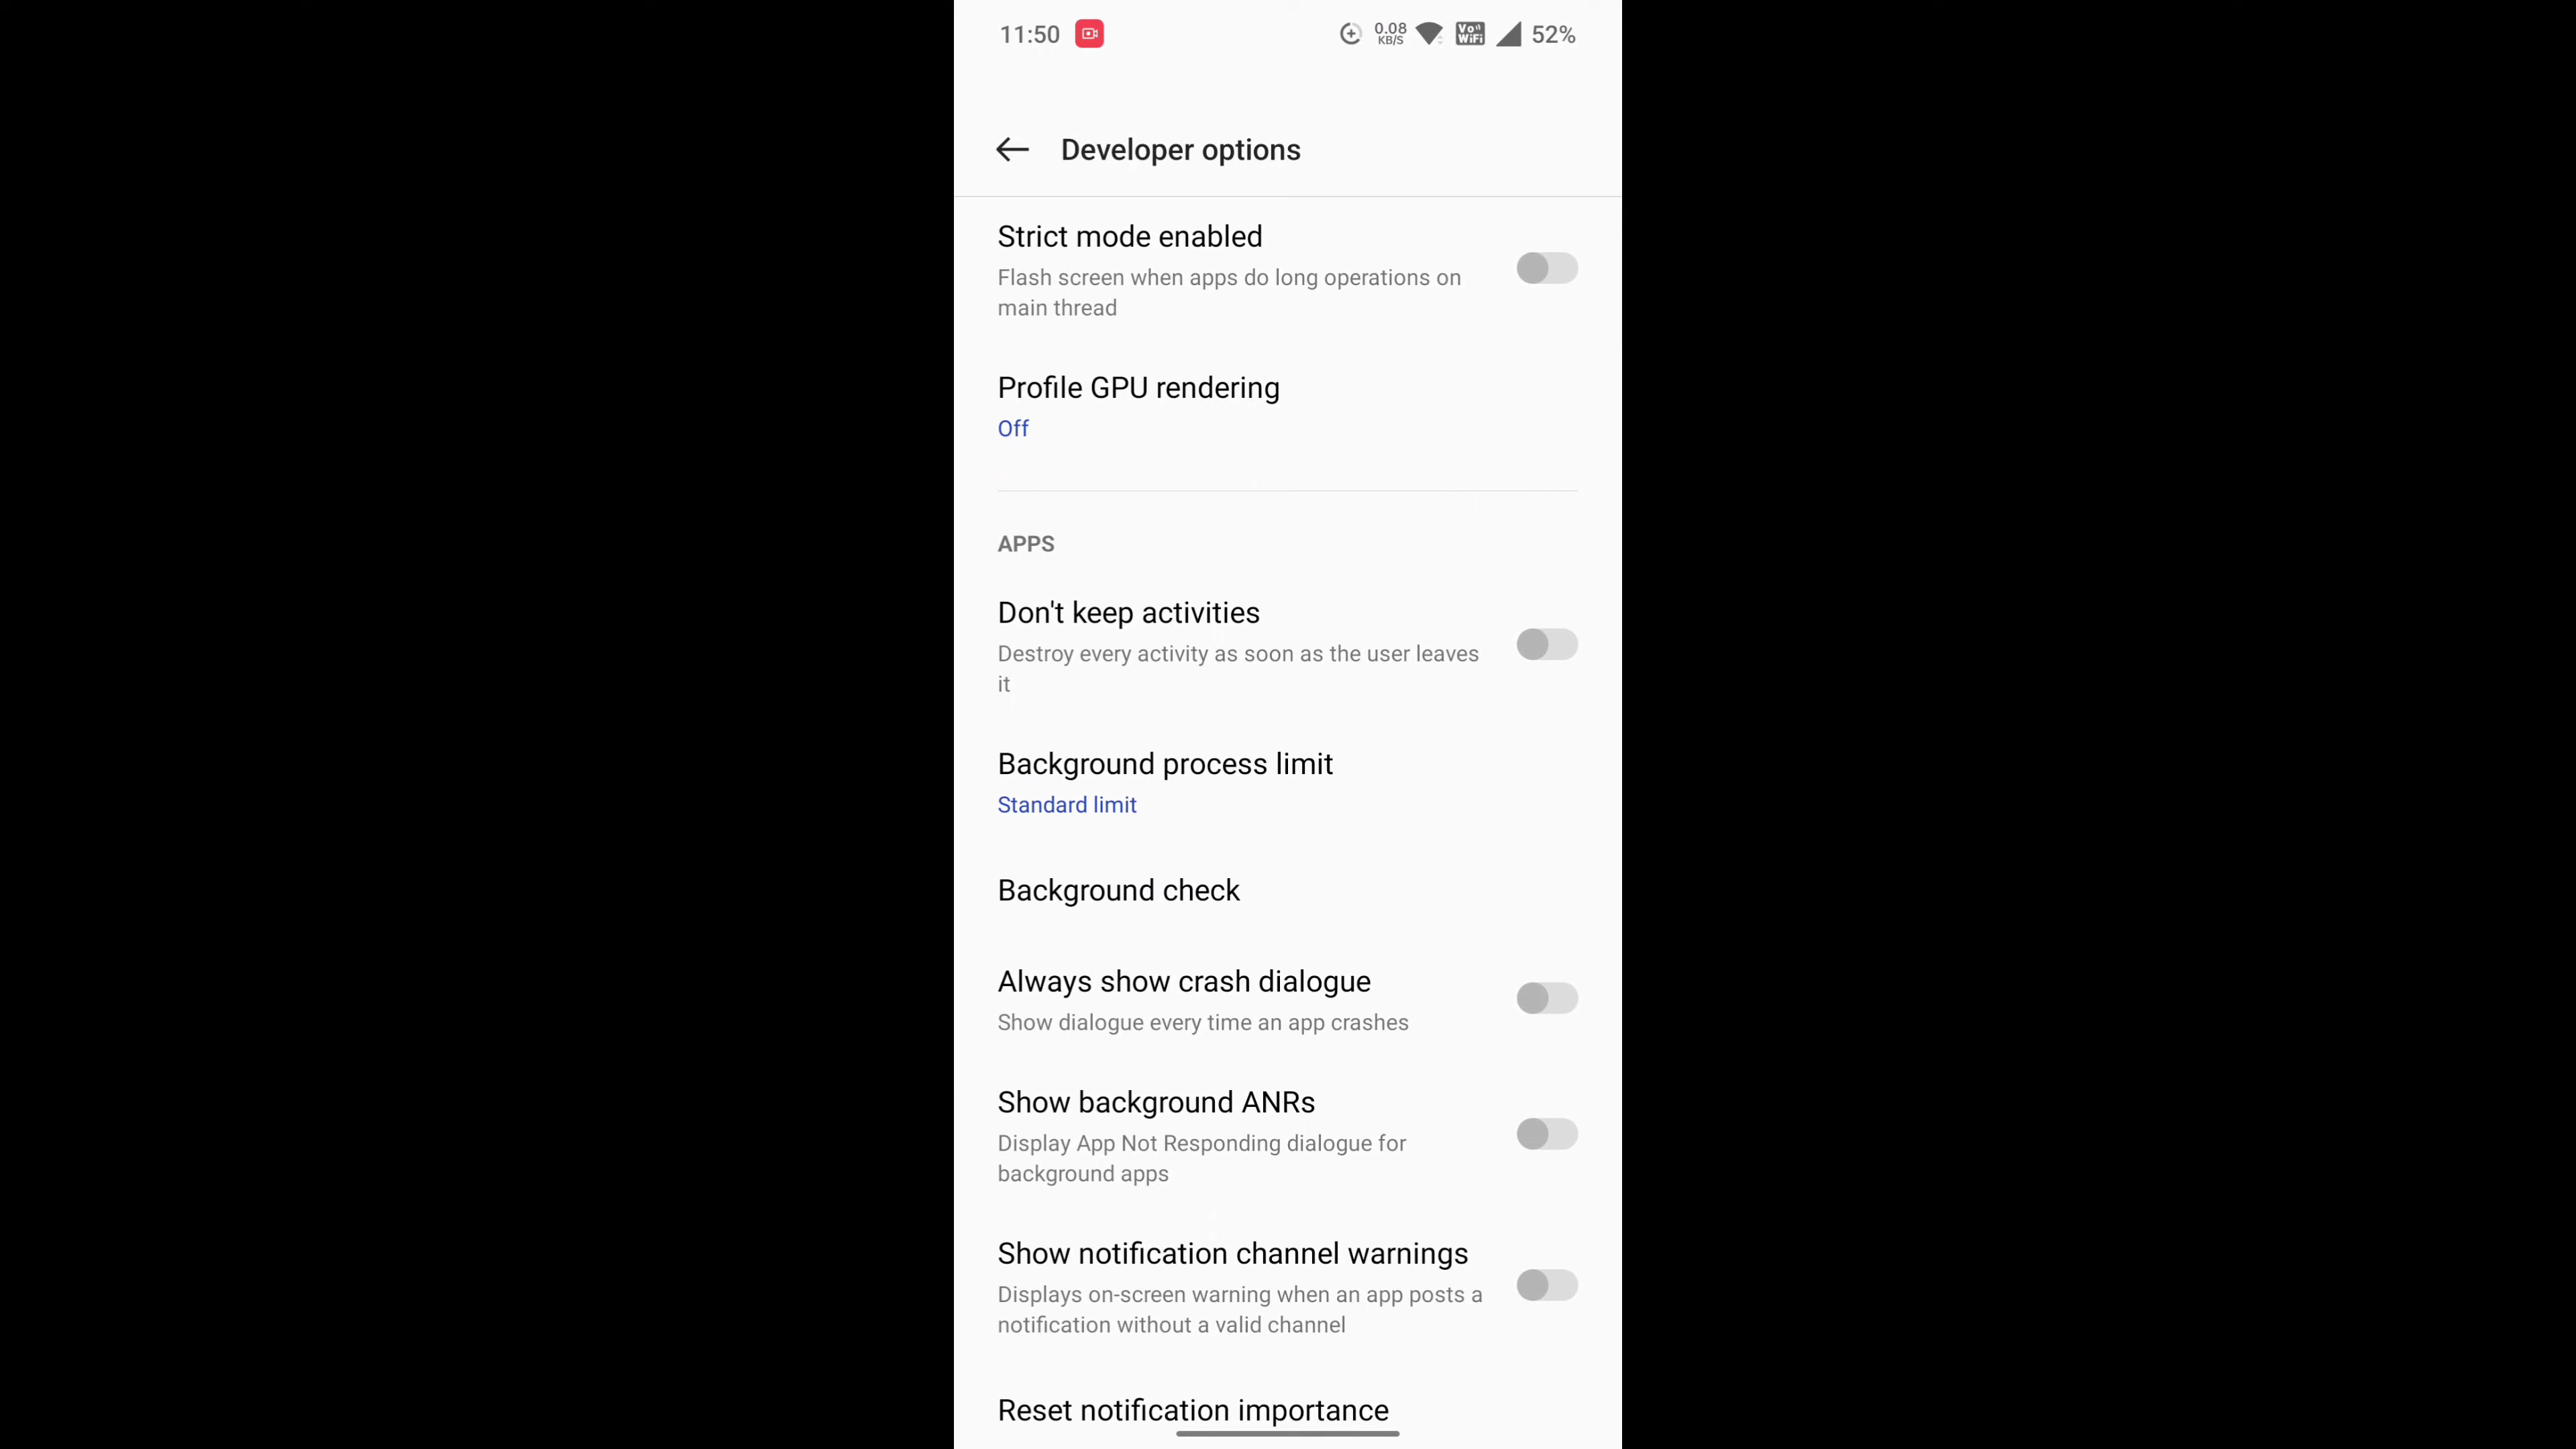 11:50 0.08 KB/S Vo WiFi 52%
Developer options
Strict mode enabled
Flash screen when apps do long operations on
main thread
Profile GPU rendering
Off
APPS
Don't keep activities
Destroy every activity as soon as the user leaves
it
Background process limit
Standard limit
Background check
Always show crash dialogue
Show dialogue every time an app crashes
Show background ANRs
Display App Not Responding dialogue for
background apps
Show notification channel warnings
Displays on-screen warning when an app posts a
notification without a valid channel
Reset notification importance